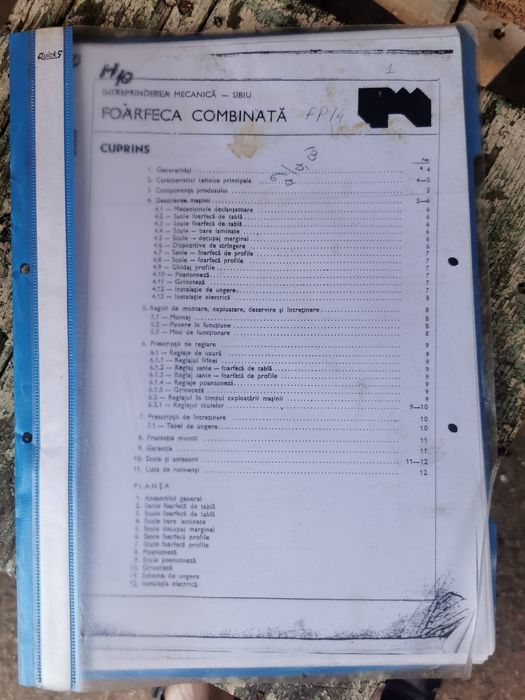 Quick5
H10
1
INTREPRINDEREA MECANICĂ — SIBIU
FOARFECA COMBINATĂ FP14
CUPRINS
Pag.
1. Generalități 4
2. Caracteristici tehnice principale 4—5
3. Componența produsului 5
4. Descrierea mașinii 5—6
4.1 — Mecanismele declanșatoare 6
4.2 — Sanie foarfecă de tablă 6
4.3 — Scule foarfecă de tablă 6
4.4 — Scule — bare laminate 6
4.5 — Scule — decupaj marginal 6
4.6 — Dispozitive de strîngere 6
4.7 — Sanie — foarfecă de profile 7
4.8 — Scule — foarfecă profile 7
4.9 — Ghidaj profile 7
4.10 — Poansoneză 7
4.11 — Grinoteză 7
4.12 — Instalație de ungere 7
4.13 — Instalație electrică 8
5. Reguli de montare, exploatare, deservire și întreținere 8
5.1 — Montaj 8
5.2 — Punere în funcțiune 8
5.3 — Mod de funcționare 8
6. Prescripții de reglare 9
6.1 — Reglaje de uzură 9
6.1.1 — Reglajul frînei 9
6.1.2 — Reglaj sanie — foarfecă de tablă 9
6.1.3 — Reglaj sanie — foarfecă de profile 9
6.1.4 — Reglaje poansoneză 9
6.1.5 — Grinoteză 9
6.2 — Reglajul în timpul exploatării mașinii 9
6.2.1 — Reglajul sculelor 9—10
7. Prescripții de întreținere 10
7.1 — Tabel de ungere 10
8. Protecția muncii 11
9. Garanția 11
10. Scule și accesorii 11—12
11. Lista de rulmenți 12
PLANȘA
1. Ansamblul general
2. Sanie foarfecă de tablă
3. Scule foarfecă de tablă
4. Scule bare laminate
5. Scule decupaj marginal
6. Sanie foarfecă profile
7. Scule foarfecă profile
8. Poansoneză
9. Scule poansoneză
10. Grinoteză
11. Schema de ungere
12. Instalația electrică